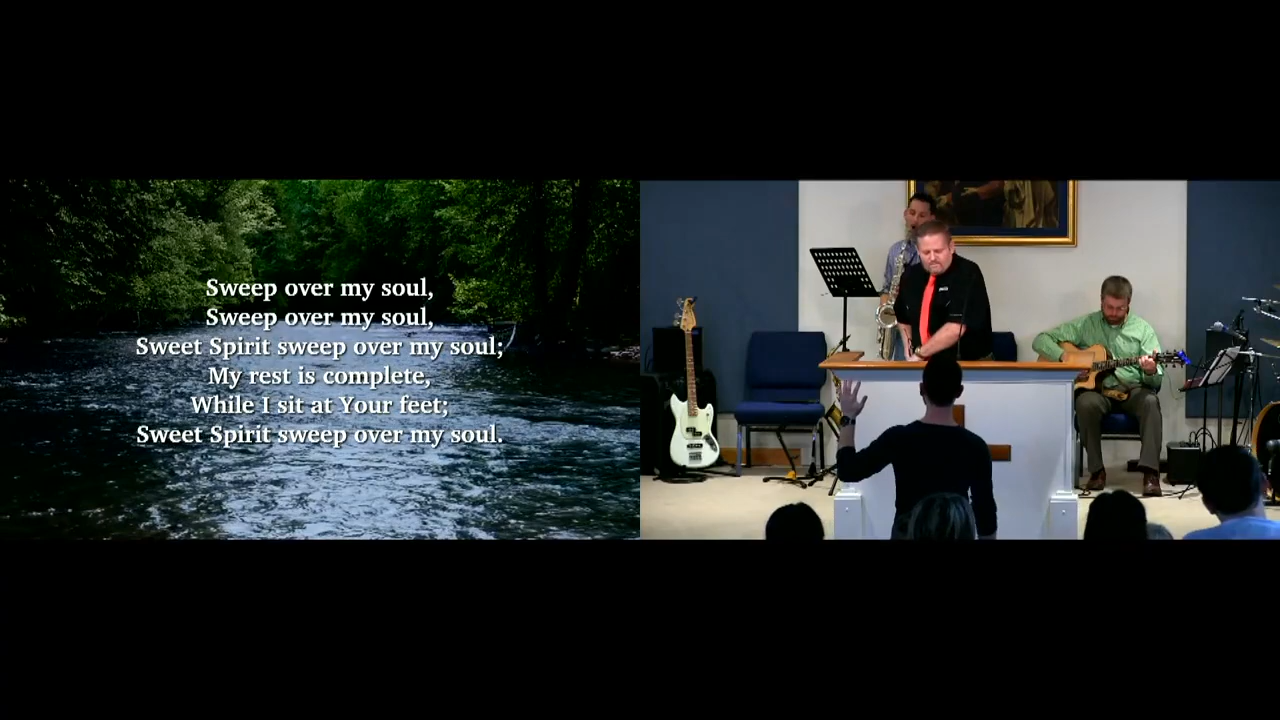 Sweep over my soul,
Sweep over my soul,
Sweet Spirit sweep over my soul;
My rest is complete,
While I sit at Your feet;
Sweet Spirit sweep over my soul.